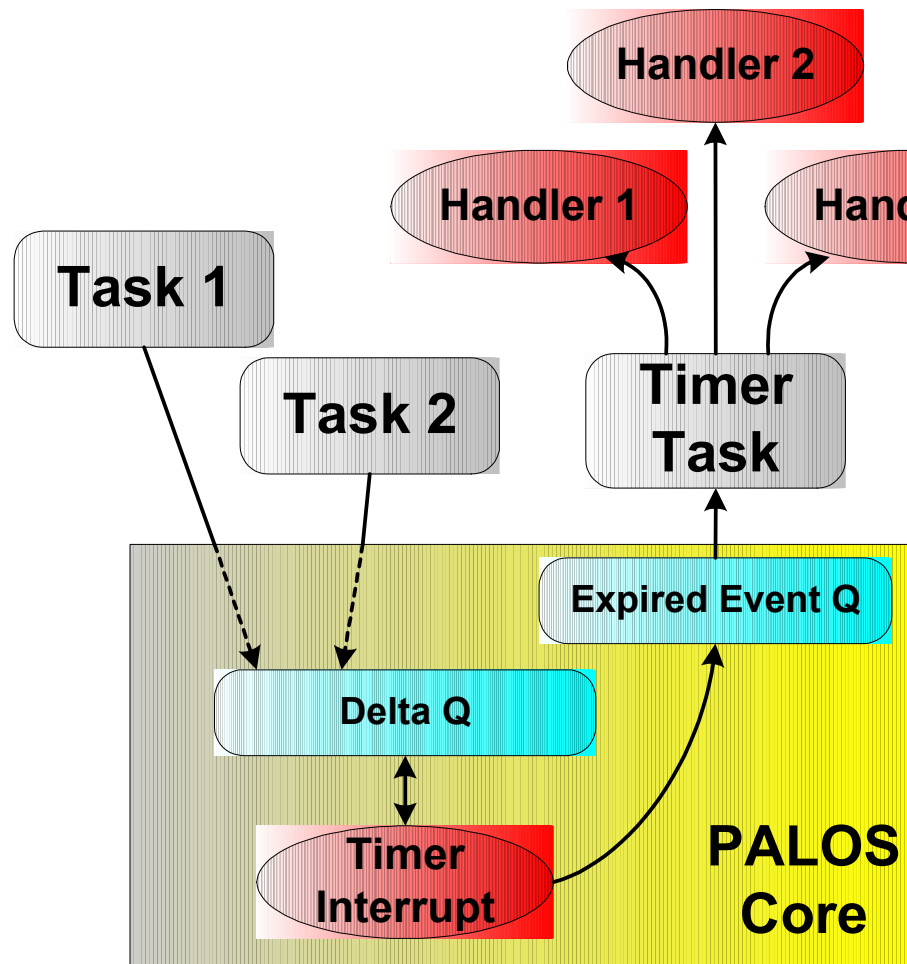 Handler 2
Handler 1
Task 1
Task 2
Timer
Task
Expired Event Q
Delta Q
Timer
Interrupt
PALOS
Core